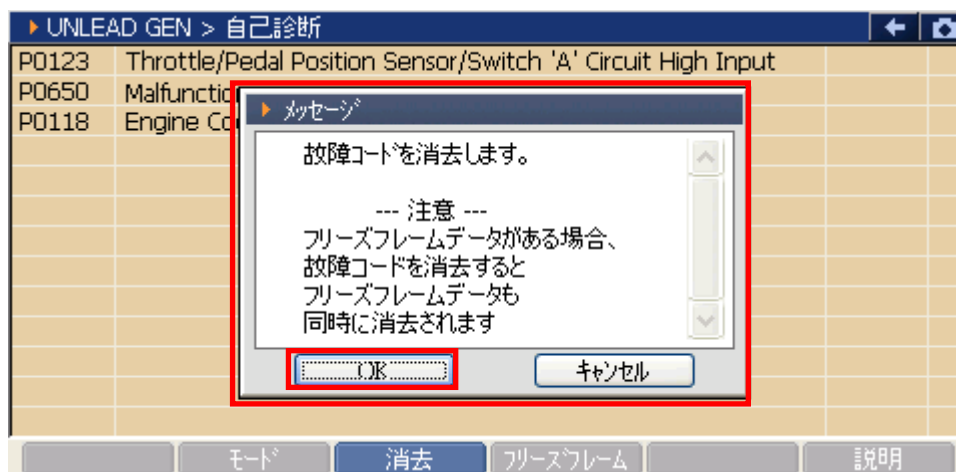 UNLEAD GEN > 自己診断
P0123 Throttle/Pedal Position Sensor/Switch 'A' Circuit High Input
P0650 Malfunctio
P0118 Engine Co
メッセージ
故障コードを消去します。
--- 注意 ---
フリーズフレームデータがある場合、
故障コードを消去すると
フリーズフレームデータも
同時に消去されます
OK キャンセル
モード 消去 フリーズフレーム 説明